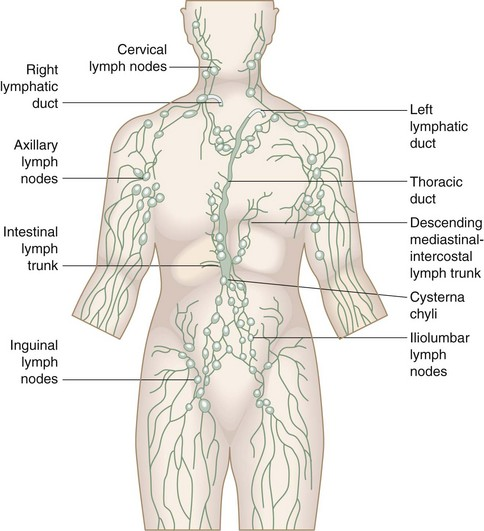 Cervical
lymph nodes
Right
lymphatic
duct
Axillary
lymph
nodes
Intestinal
lymph
trunk
Inguinal
lymph
nodes
Left
lymphatic
duct
Thoracic
duct
Descending
mediastinal-
intercostal
lymph trunk
Cysterna
chyli
Iliolumbar
lymph
nodes